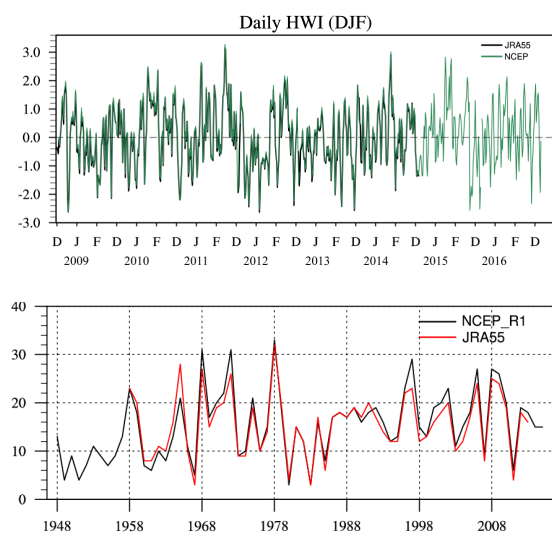 Daily HWI (DJF)
3.0
2.0
1.0
0.0
-1.0
-2.0
-3.0
JRA55
NCEP
D J F D J F D J F D J F D J F D J F D J F D J F D
2009 2010 2011 2012 2013 2014 2015 2016
40
30
20
10
0
NCEP_R1
JRA55
1948 1958 1968 1978 1988 1998 2008